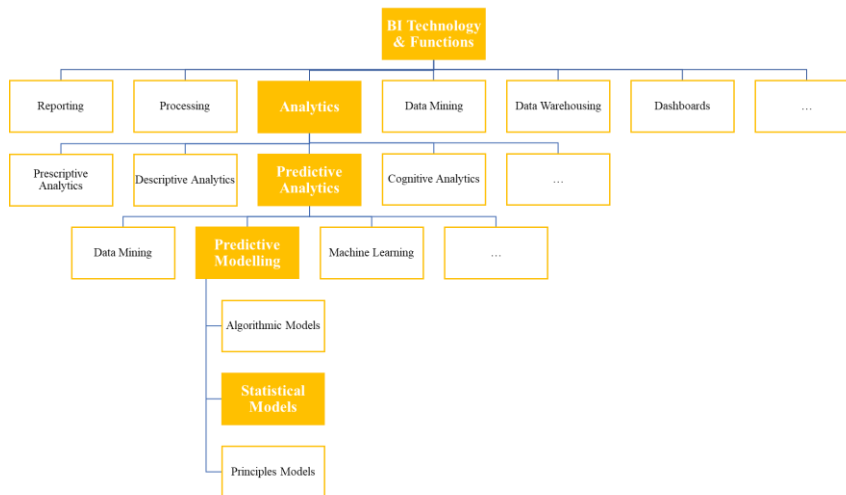 BI Technology
& Functions
Reporting
Processing
Analytics
Data Mining
Data Warehousing
Dashboards
…
Prescriptive
Analytics
Descriptive Analytics
Predictive
Analytics
Cognitive Analytics
…
Data Mining
Predictive
Modelling
Machine Learning
…
Algorithmic Models
Statistical
Models
Principles Models